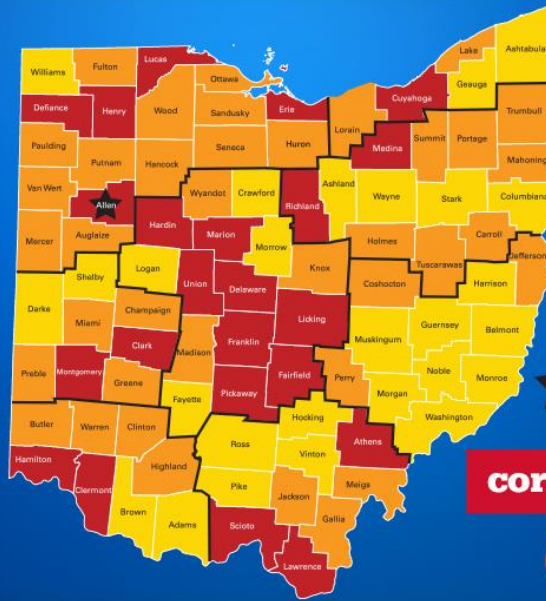 Williams
Fulton
Lucas
Ottawa
Lake
Ashtabula
Geauga
Cuyahoga
Defiance
Henry
Wood
Sandusky
Erie
Lorain
Trumbull
Paulding
Putnam
Hancock
Seneca
Huron
Medina
Summit
Portage
Mahoning
Van Wert
Allen
Wyandot
Crawford
Richland
Ashland
Wayne
Stark
Columbiana
Hardin
Marion
Morrow
Mercer
Auglaize
Holmes
Carroll
Jefferson
Tuscarawas
Logan
Knox
Coshocton
Harrison
Shelby
Union
Delaware
Darke
Champaign
Licking
Guernsey
Belmont
Miami
Clark
Franklin
Muskingum
Madison
Preble
Montgomery
Greene
Fairfield
Perry
Noble
Monroe
Pickaway
Morgan
Fayette
Washington
Butler
Warren
Clinton
Hocking
Ross
Athens
Hamilton
Highland
Vinton
Clermont
Pike
Meigs
Jackson
Brown
Adams
Scioto
Gallia
Lawrence
cor